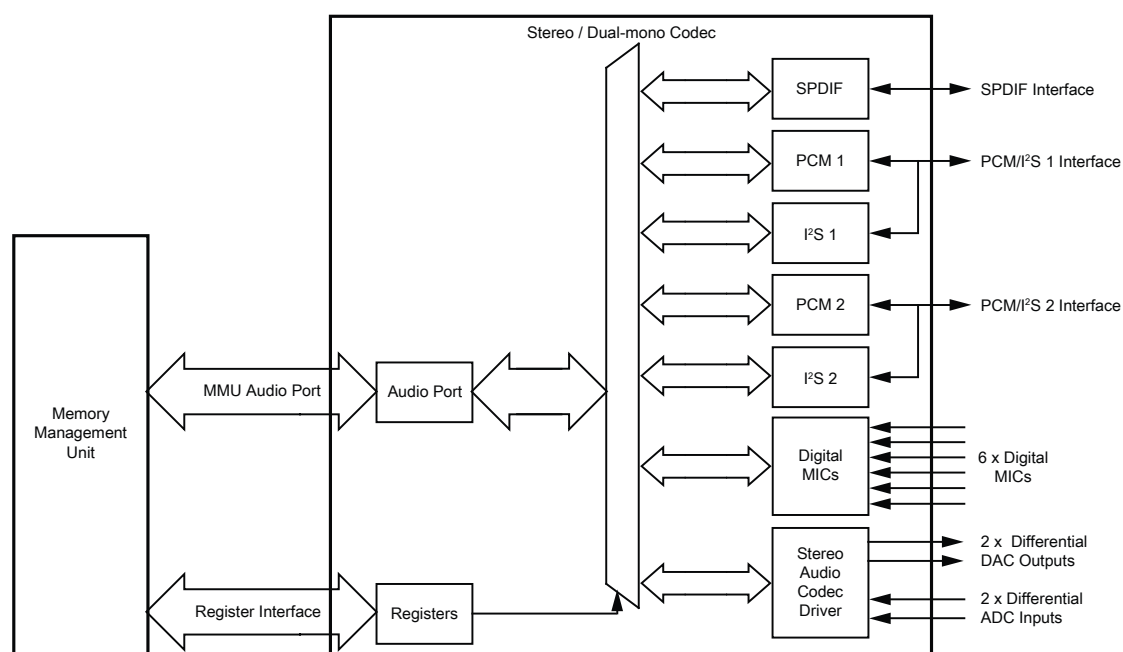 Stereo / Dual-mono Codec
SPDIF
SPDIF Interface
PCM 1
PCM/I²S 1 Interface
I²S 1
PCM 2
PCM/I²S 2 Interface
I²S 2
MMU Audio Port
Audio Port
Memory
Management
Unit
Digital
MICs
6 x Digital
MICs
Stereo
Audio
Codec
Driver
2 x Differential
DAC Outputs
2 x Differential
ADC Inputs
Register Interface
Registers